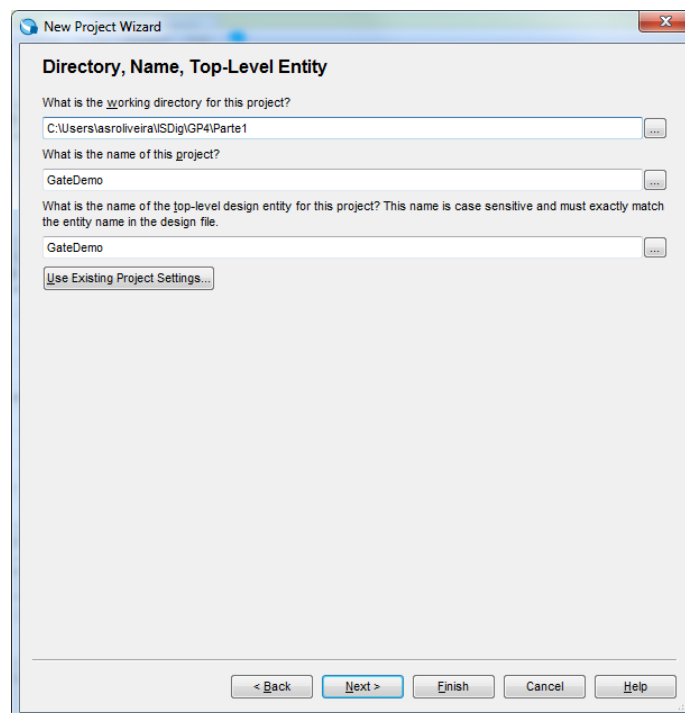 New Project Wizard
Directory, Name, Top-Level Entity
What is the working directory for this project?
C:\Users\asroliveira\ISDig\GP4\Parte1
...
What is the name of this project?
GateDemo
...
What is the name of the top-level design entity for this project? This name is case sensitive and must exactly match
the entity name in the design file.
GateDemo
...
Use Existing Project Settings...
< Back Next > Finish Cancel Help